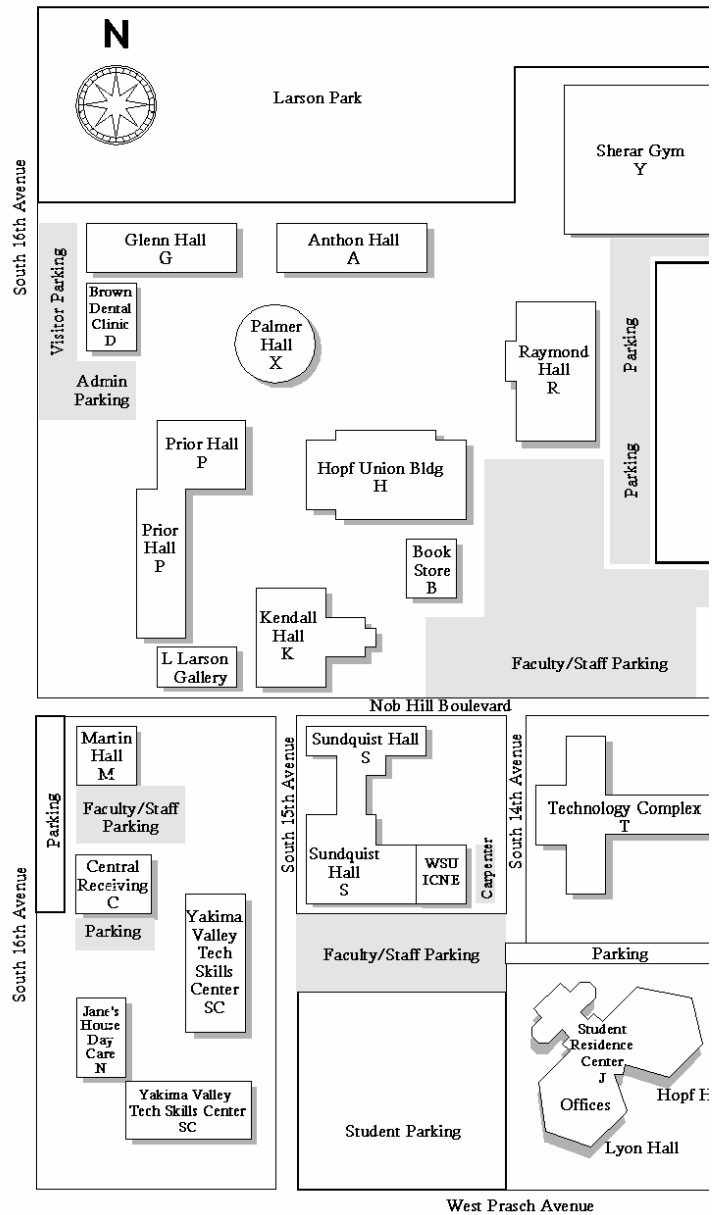 N
Larson Park
Sherar Gym
Y
South 16th Avenue
Glenn Hall
G
Anthon Hall
A
Visitor Parking
Brown
Dental
Clinic
D
Palmer
Hall
X
Raymond
Hall
R
Parking
Admin
Parking
Prior Hall
P
Hopf Union Bldg
H
Parking
Prior
Hall
P
Book
Store
B
Kendall
Hall
K
L Larson
Gallery
Faculty/Staff Parking
Nob Hill Boulevard
Martin
Hall
M
Parking
Faculty/Staff
Parking
South 15th Avenue
Sundquist Hall
S
South 14th Avenue
Technology Complex
T
Sundquist
Hall
S
WSU
ICNE
Carpenter
Central
Receiving
C
Parking
South 16th Avenue
Yakima
Valley
Tech
Skills
Center
SC
Faculty/Staff Parking
Parking
Jane's
House
Day
Care
N
Student
Residence
Center
J
Hopf H
Offices
Yakima Valley
Tech Skills Center
SC
Student Parking
Lyon Hall
West Prasch Avenue